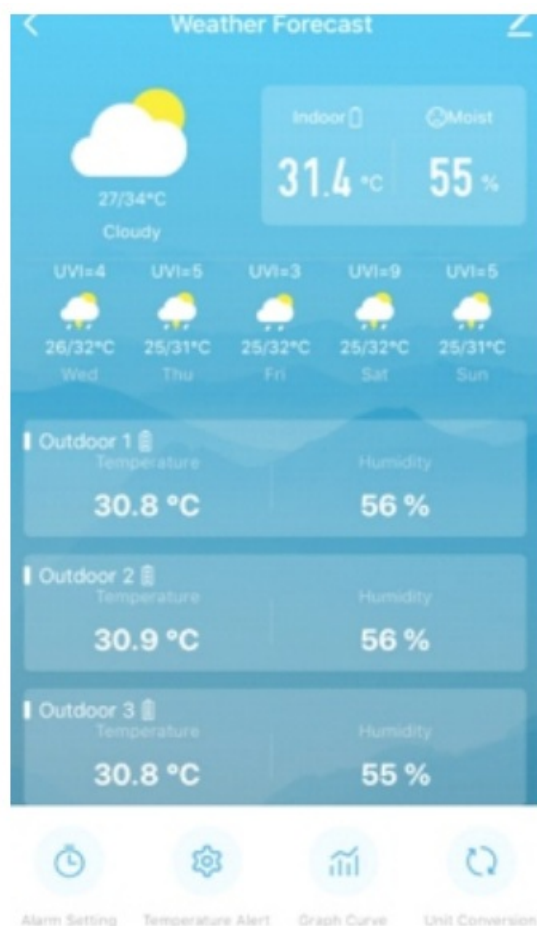 Weather Forecast
Indoor Moist
31.4 °C 55 %
27/34°C
Cloudy
UVI=4 UVI=5 UVI=3 UVI=9 UVI=5
26/32°C 25/31°C 25/32°C 25/32°C 25/31°C
Wed Thu Fri Sat Sun
Outdoor 1
Temperature Humidity
30.8 °C 56 %
Outdoor 2
Temperature Humidity
30.9 °C 56 %
Outdoor 3
Temperature Humidity
30.8 °C 55 %
Alarm Setting Temperature Alert Graph Curve Unit Conversion